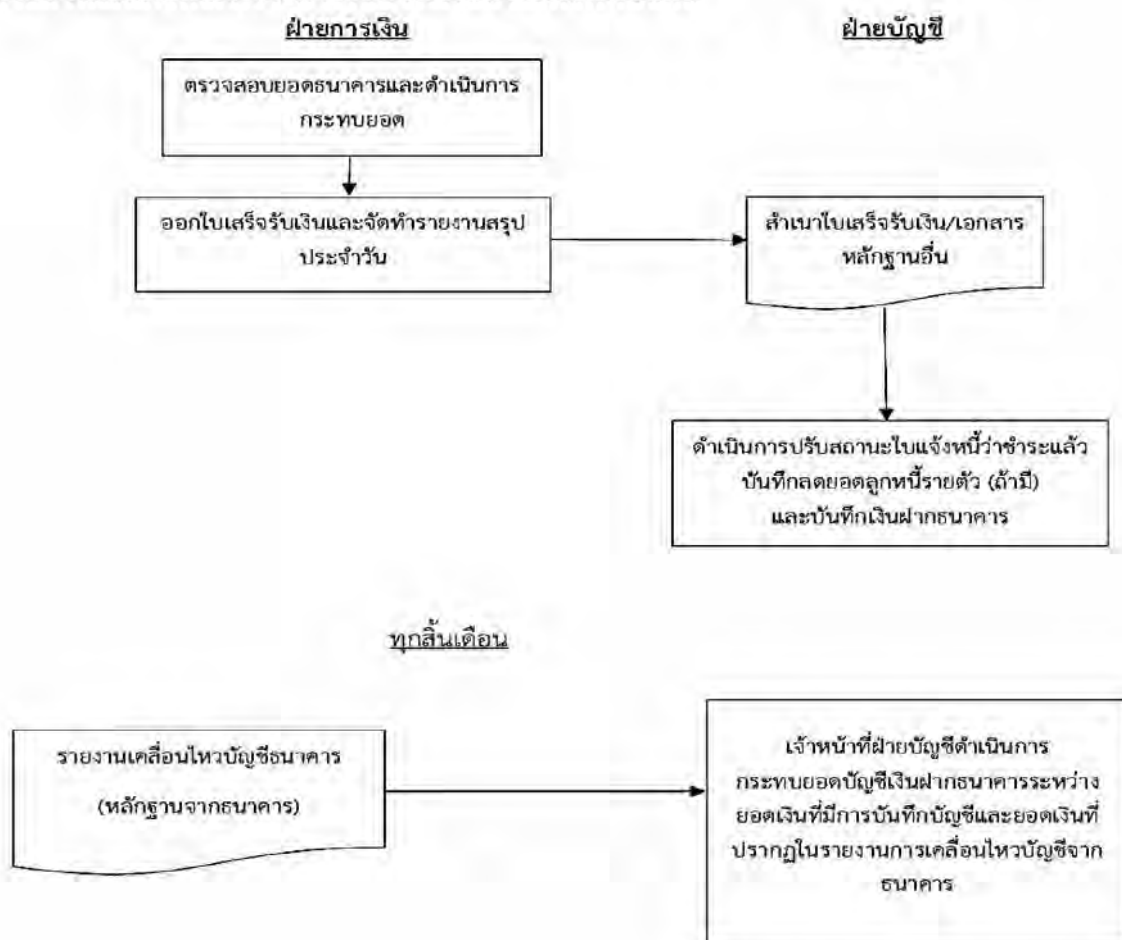 ฝ่ายการเงิน
ฝ่ายบัญชี
ตรวจสอบยอดธนาคารและดำเนินการ
กระทบยอด
ออกใบเสร็จรับเงินและจัดทำรายงานสรุป
ประจำวัน
สำเนาใบเสร็จรับเงิน/เอกสาร
หลักฐานอื่น
ดำเนินการปรับสถานะใบแจ้งหนี้ว่าชำระแล้ว
บันทึกลดยอดลูกหนี้รายตัว (ถ้ามี)
และบันทึกเงินฝากธนาคาร
ทุกสิ้นเดือน
รายงานเคลื่อนไหวบัญชีธนาคาร
(หลักฐานจากธนาคาร)
เจ้าหน้าที่ฝ่ายบัญชีดำเนินการ
กระทบยอดบัญชีเงินฝากธนาคารระหว่าง
ยอดเงินที่มีการบันทึกบัญชีและยอดเงินที่
ปรากฏในรายงานการเคลื่อนไหวบัญชีจาก
ธนาคาร